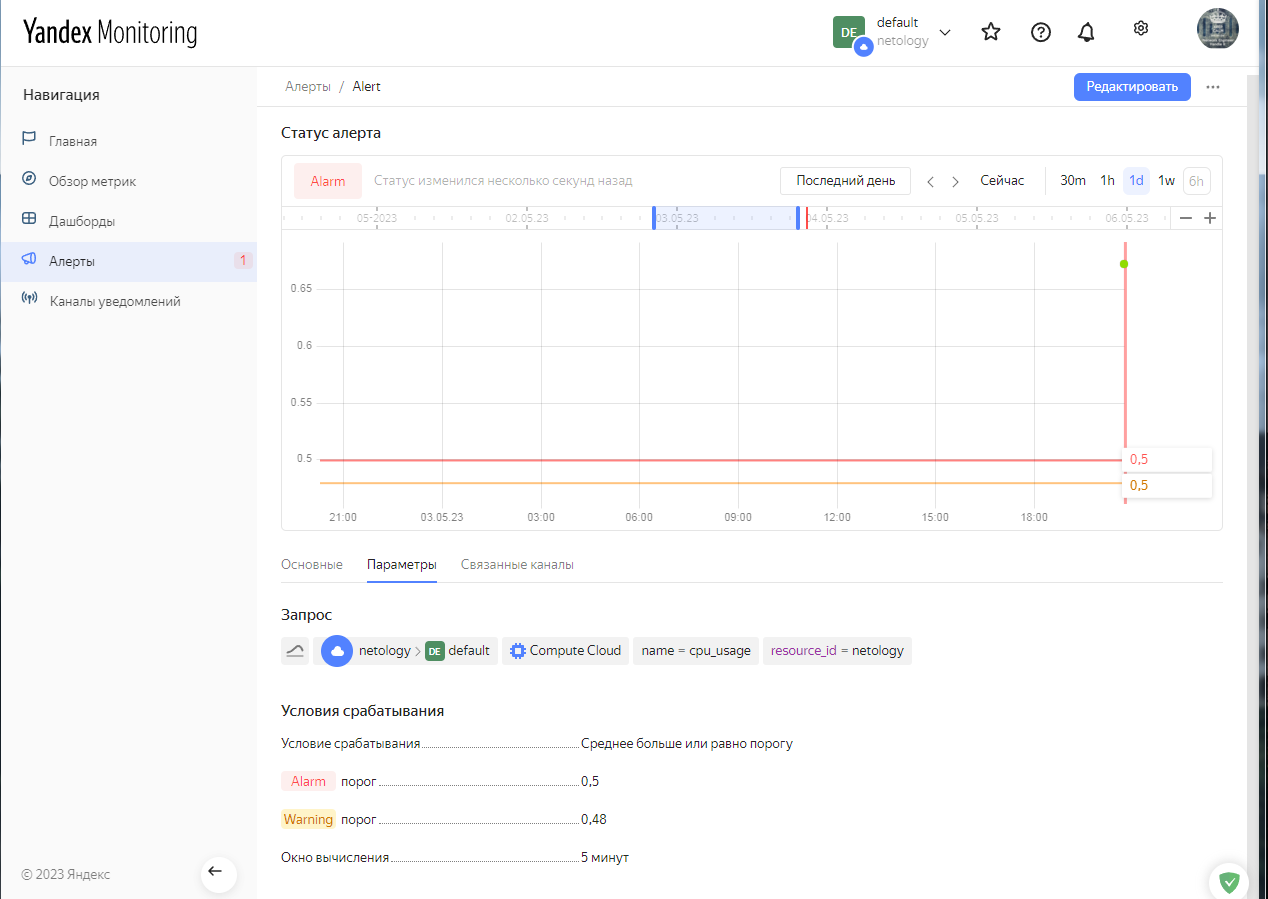 Yandex Monitoring
DE
default
netology
Навигация
Главная
Обзор метрик
Дашборды
Алерты 1
Каналы уведомлений
© 2023 Яндекс
Алерты / Alert
Редактировать
Статус алерта
Alarm Статус изменился несколько секунд назад
Последний день Сейчас 30m 1h 1d 1w 6h
05-2023 02.05.23 03.05.23 04.05.23 05.05.23 06.05.23
0.65
0.6
0.55
0.5
0,5
0,5
21:00 03.05.23 03:00 06:00 09:00 12:00 15:00 18:00
Основные Параметры Связанные каналы
Запрос
netology > DE default Compute Cloud name = cpu_usage resource_id = netology
Условия срабатывания
Условие срабатывания Среднее больше или равно порогу
Alarm порог 0,5
Warning порог 0,48
Окно вычисления 5 минут